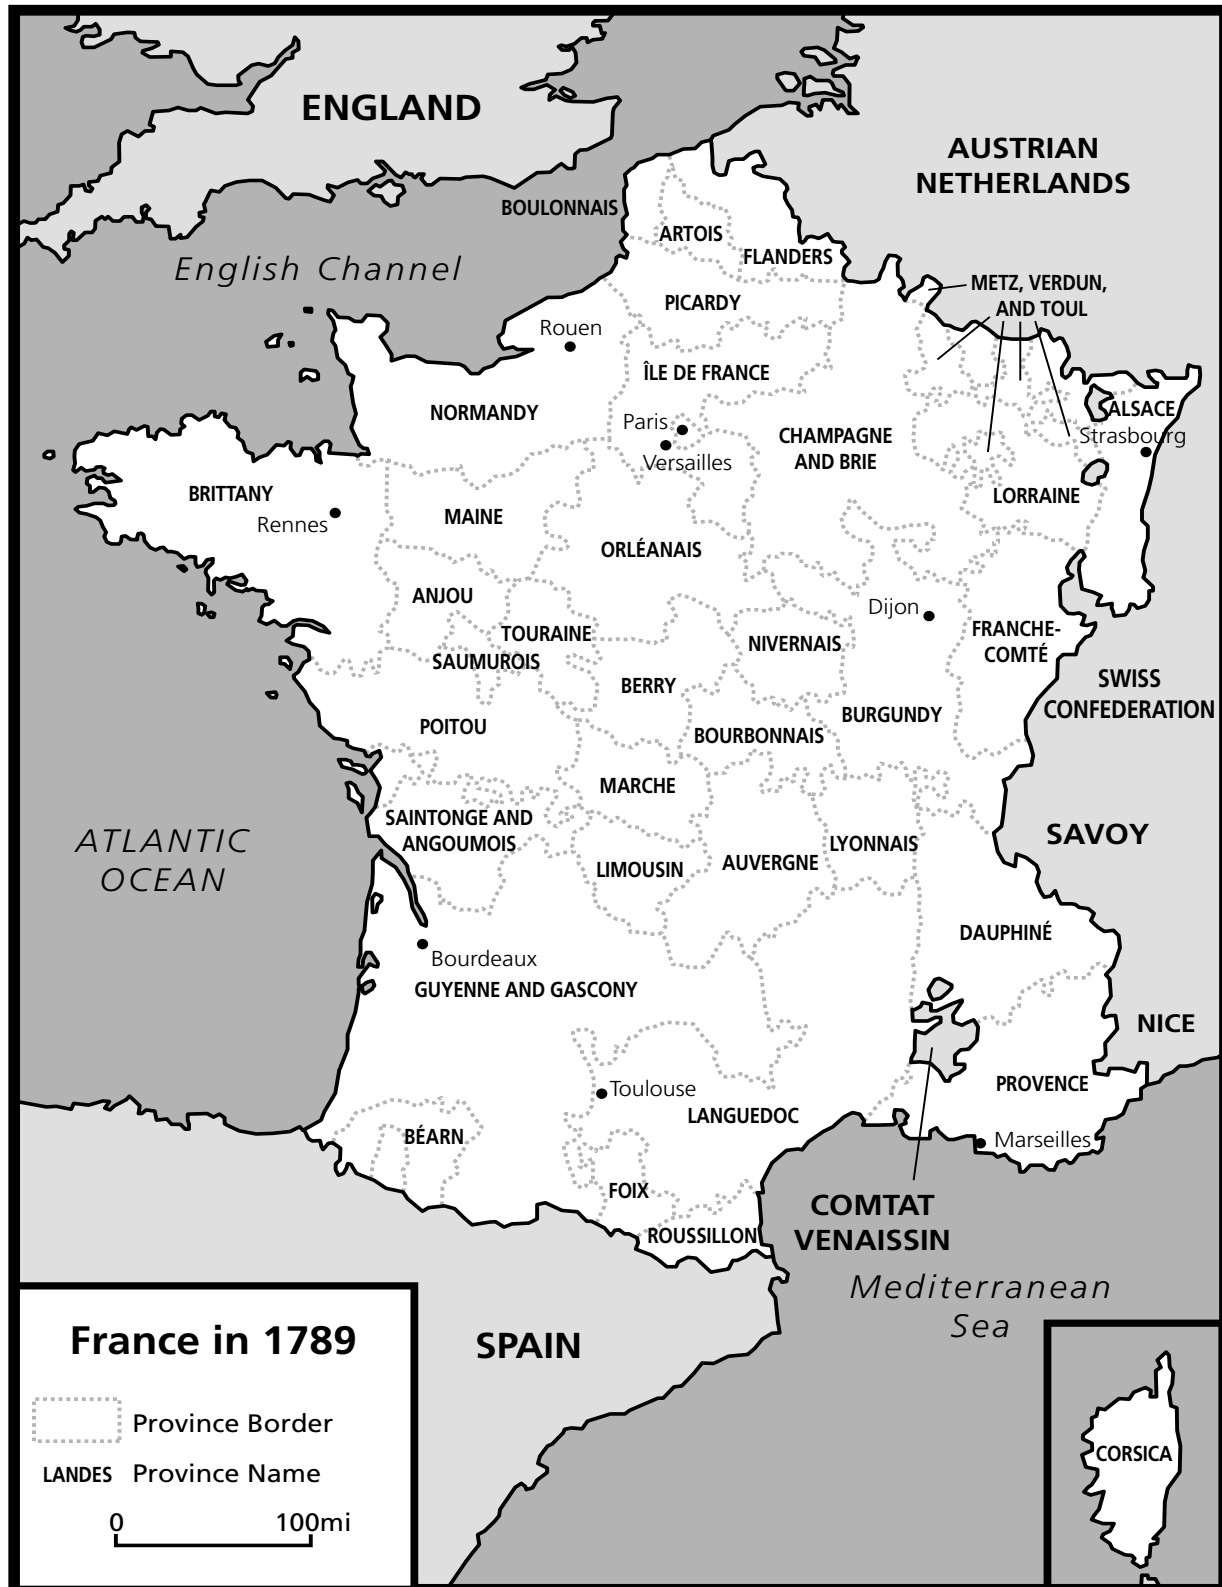 ENGLAND
AUSTRIAN
NETHERLANDS
BOULONNAIS
ARTOIS
FLANDERS
English Channel
METZ, VERDUN,
AND TOUL
PICARDY
Rouen
ÎLE DE FRANCE
NORMANDY
Paris
Versailles
CHAMPAGNE
AND BRIE
ALSACE
Strasbourg
BRITTANY
Rennes
MAINE
LORRAINE
ORLÉANAIS
ANJOU
Dijon
TOURAINE
SAUMUROIS
NIVERNAIS
FRANCHE-
COMTÉ
BERRY
SWISS
CONFEDERATION
POITOU
BURGUNDY
BOURBONNAIS
MARCHE
SAINTONGE AND
ANGOUMOIS
ATLANTIC
OCEAN
LIMOUSIN
AUVERGNE
LYONNAIS
SAVOY
DAUPHINÉ
Bourdeaux
GUYENNE AND GASCONY
NICE
Toulouse
PROVENCE
LANGUEDOC
BÉARN
Marseilles
FOIX
COMTAT
VENAISSIN
ROUSSILLON
Mediterranean
Sea
SPAIN
France in 1789
Province Border
LANDES Province Name
0 100mi
CORSICA